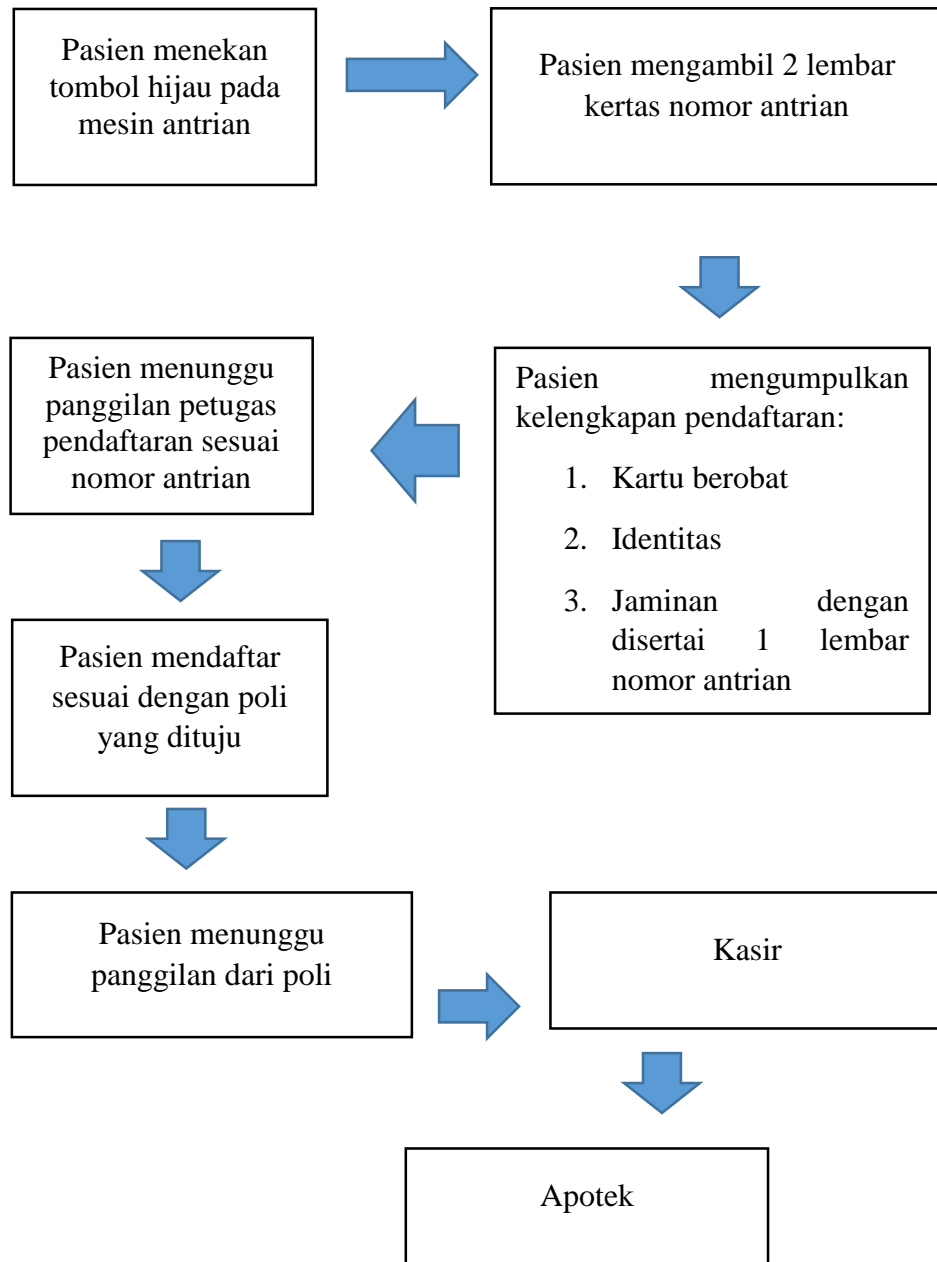 Pasien menekan
tombol hijau pada
mesin antrian
Pasien mengambil 2 lembar
kertas nomor antrian
Pasien mengumpulkan
kelengkapan pendaftaran:
1. Kartu berobat
2. Identitas
3. Jaminan dengan
disertai 1 lembar
nomor antrian
Pasien menunggu
panggilan petugas
pendaftaran sesuai
nomor antrian
Pasien mendaftar
sesuai dengan poli
yang dituju
Pasien menunggu
panggilan dari poli
Kasir
Apotek